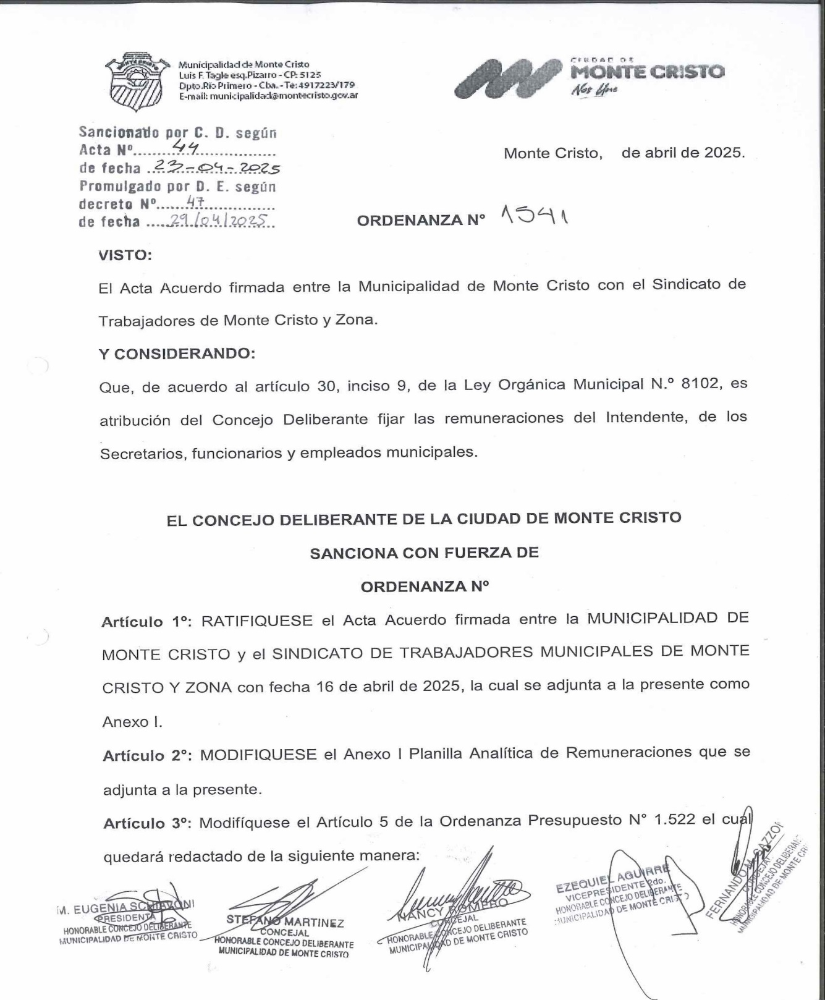 Municipalidad de Monte Cristo
Luis F. Tagle esq.Pizarro - CP: 5125
Dpto.Río Primero - Cba. - Te: 4917223/179
E-mail: municipalidad@montecristo.gov.ar
MONTE CRISTO
CIUDAD DE
MONTE CRISTO
Nos Une
Sancionado por C. D. según
Acta Nº.........44..................
de fecha ..23-04-2025
Promulgado por D. E. según
decreto Nº......47................
de fecha .....29/04/2025..
Monte Cristo, de abril de 2025.
ORDENANZA Nº 1541
VISTO:
El Acta Acuerdo firmada entre la Municipalidad de Monte Cristo con el Sindicato de
Trabajadores de Monte Cristo y Zona.
Y CONSIDERANDO:
Que, de acuerdo al artículo 30, inciso 9, de la Ley Orgánica Municipal N.º 8102, es
atribución del Concejo Deliberante fijar las remuneraciones del Intendente, de los
Secretarios, funcionarios y empleados municipales.
EL CONCEJO DELIBERANTE DE LA CIUDAD DE MONTE CRISTO
SANCIONA CON FUERZA DE
ORDENANZA Nº
Artículo 1º: RATIFIQUESE el Acta Acuerdo firmada entre la MUNICIPALIDAD DE
MONTE CRISTO y el SINDICATO DE TRABAJADORES MUNICIPALES DE MONTE
CRISTO Y ZONA con fecha 16 de abril de 2025, la cual se adjunta a la presente como
Anexo I.
Artículo 2°: MODIFIQUESE el Anexo I Planilla Analítica de Remuneraciones que se
adjunta a la presente.
Artículo 3º: Modifíquese el Artículo 5 de la Ordenanza Presupuesto N° 1.522 el cual
quedará redactado de la siguiente manera:
M. EUGENIA SCHIAVONI
PRESIDENTA
HONORABLE CONCEJO DELIBERANTE
MUNICIPALIDAD DE MONTE CRISTO
STEFANO MARTINEZ
CONCEJAL
HONORABLE CONCEJO DELIBERANTE
MUNICIPALIDAD DE MONTE CRISTO
NANCY ROMERO
CONCEJAL
HONORABLE CONCEJO DELIBERANTE
MUNICIPALIDAD DE MONTE CRISTO
EZEQUIEL AGUIRRE
VICEPRESIDENTE 2do.
HONORABLE CONCEJO DELIBERANTE
MUNICIPALIDAD DE MONTE CRISTO
FERNANDO M. GAZZON
CONCEJAL
HONORABLE CONCEJO DELIBERAN
MUNICIPALIDAD DE MONTE CRI